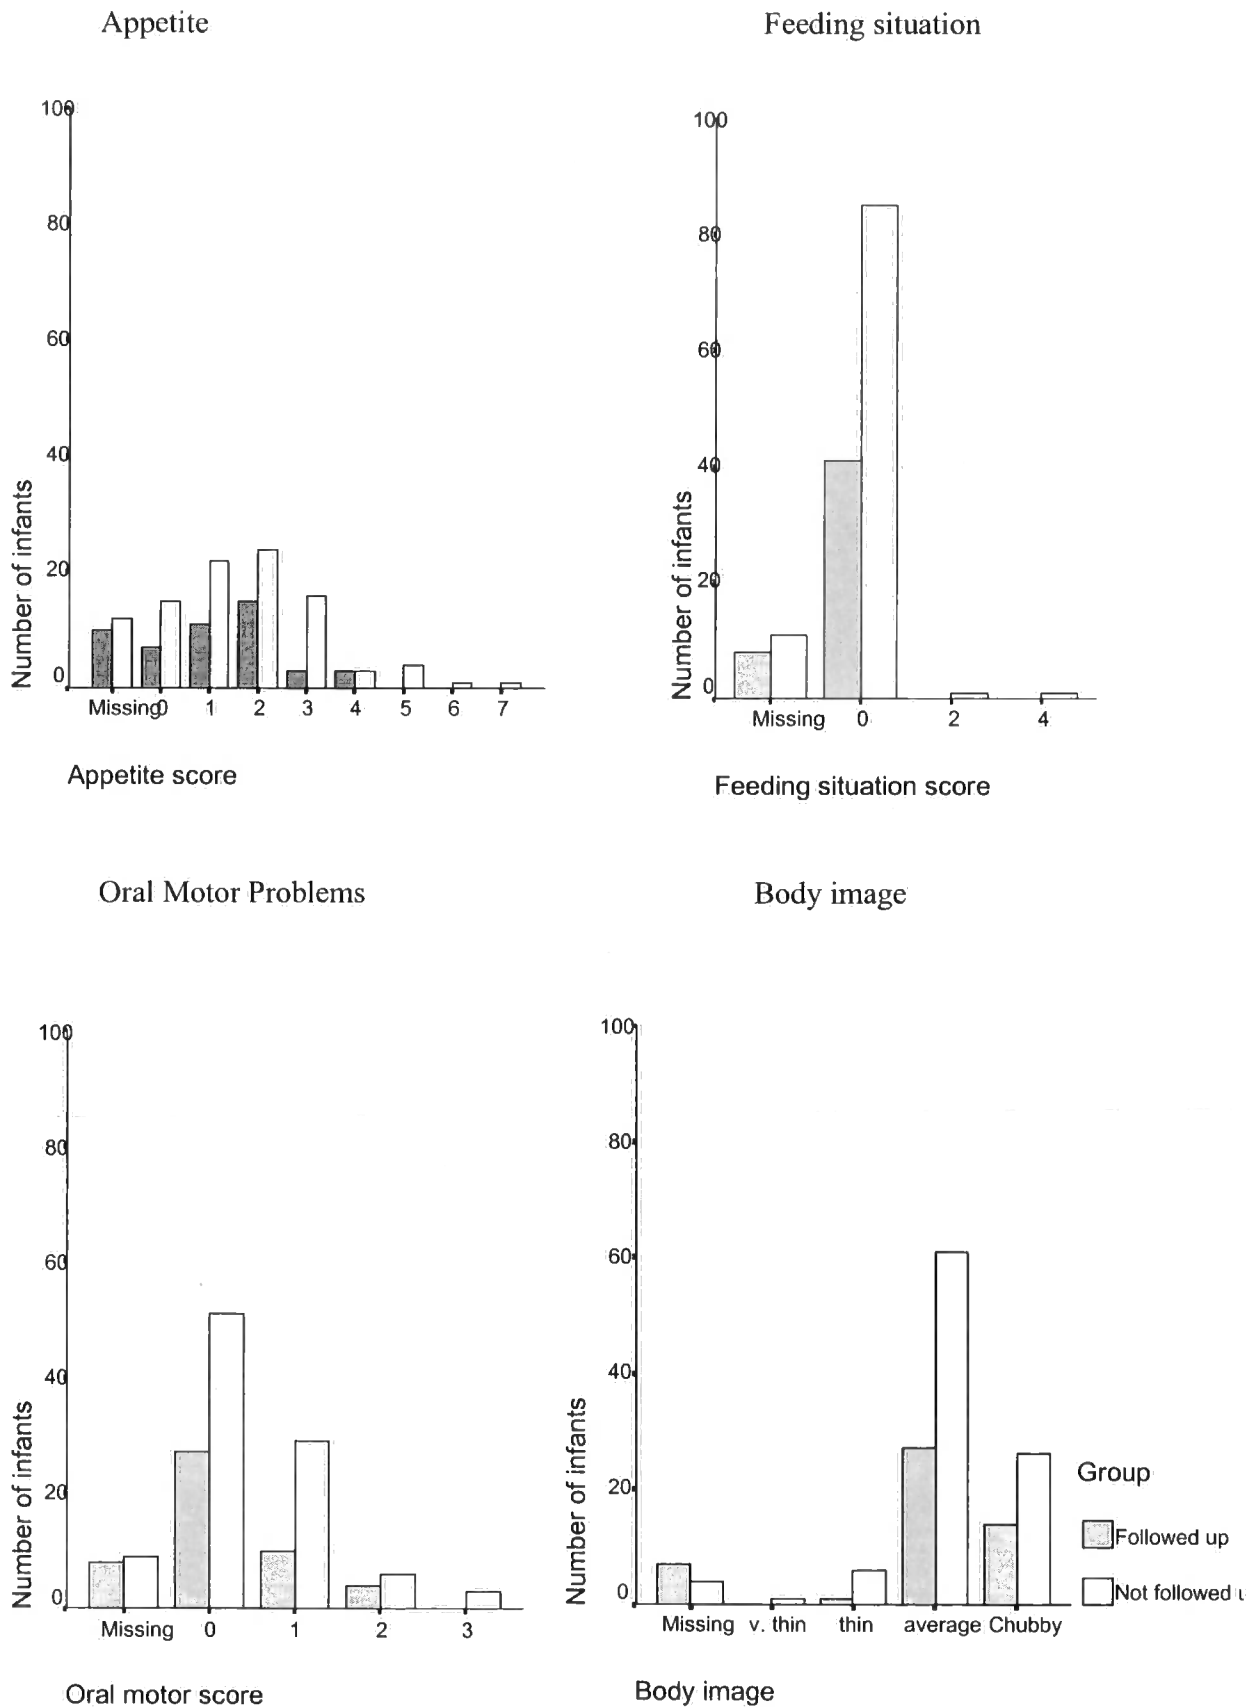 Appetite
100
80
60
40
20
0
Number of infants
Missing 0 1 2 3 4 5 6 7
Appetite score
Feeding situation
100
80
60
40
20
0
Number of infants
Missing 0 2 4
Feeding situation score
Oral Motor Problems
100
80
60
40
20
0
Number of infants
Missing 0 1 2 3
Oral motor score
Body image
100
80
60
40
20
0
Number of infants
Missing v. thin thin average Chubby
Body image
Group
Followed up
Not followed